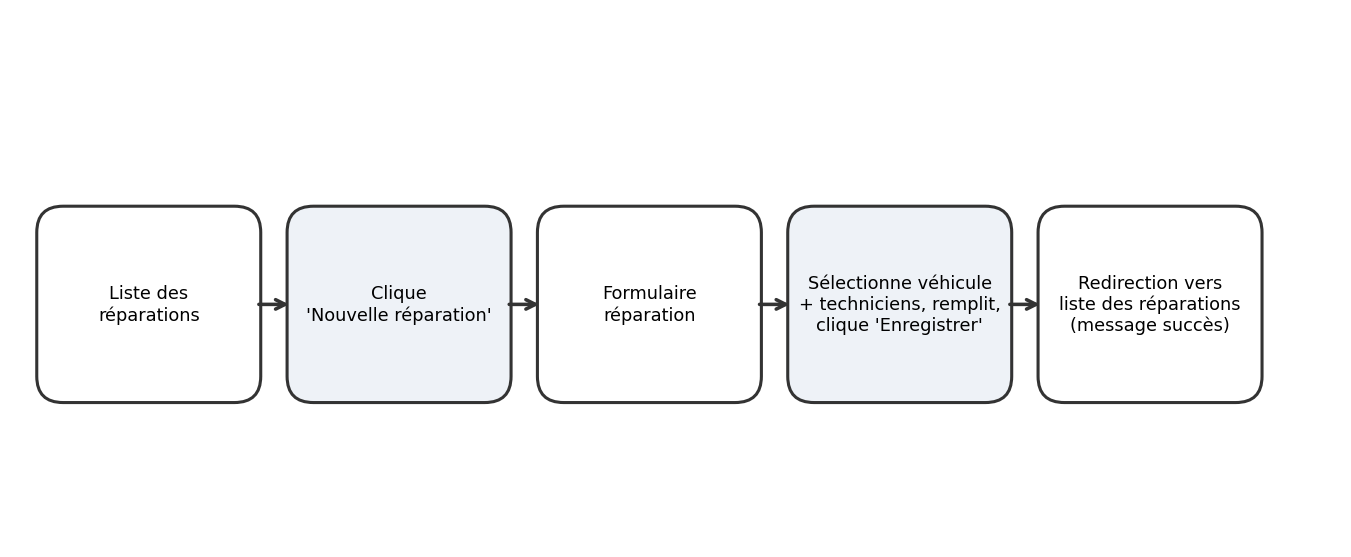 Liste des
réparations
Clique
'Nouvelle réparation'
Formulaire
réparation
Sélectionne véhicule
+ techniciens, remplit,
clique 'Enregistrer'
Redirection vers
liste des réparations
(message succès)